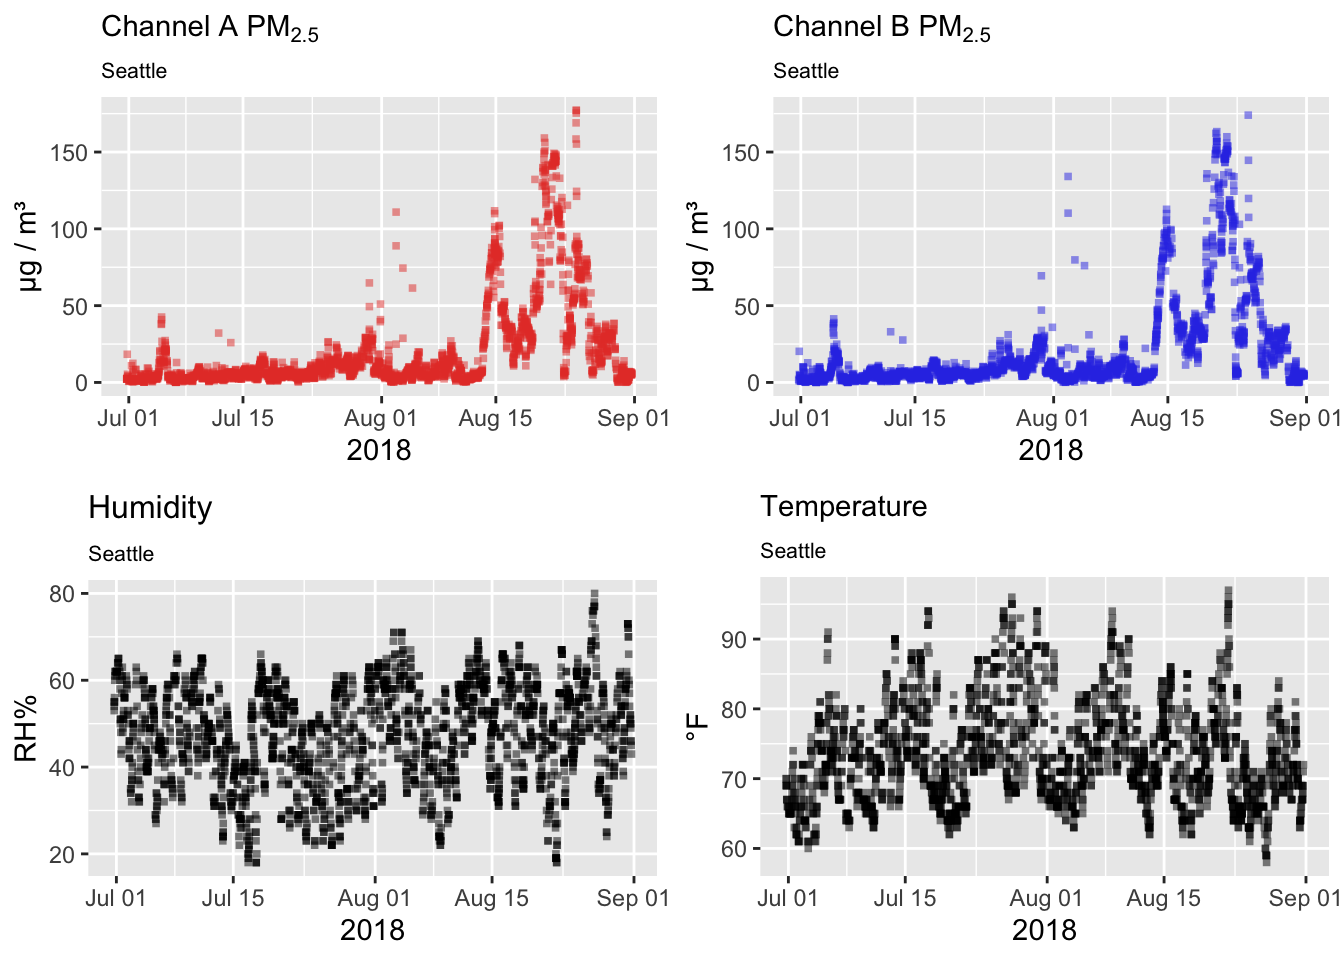 Channel A PM₂.₅
Seattle
µg / m³
150
100
50
0
Jul 01 Jul 15 Aug 01 Aug 15 Sep 01
2018
Channel B PM₂.₅
Seattle
µg / m³
150
100
50
0
Jul 01 Jul 15 Aug 01 Aug 15 Sep 01
2018
Humidity
Seattle
RH%
80
60
40
20
Jul 01 Jul 15 Aug 01 Aug 15 Sep 01
2018
Temperature
Seattle
°F
90
80
70
60
Jul 01 Jul 15 Aug 01 Aug 15 Sep 01
2018